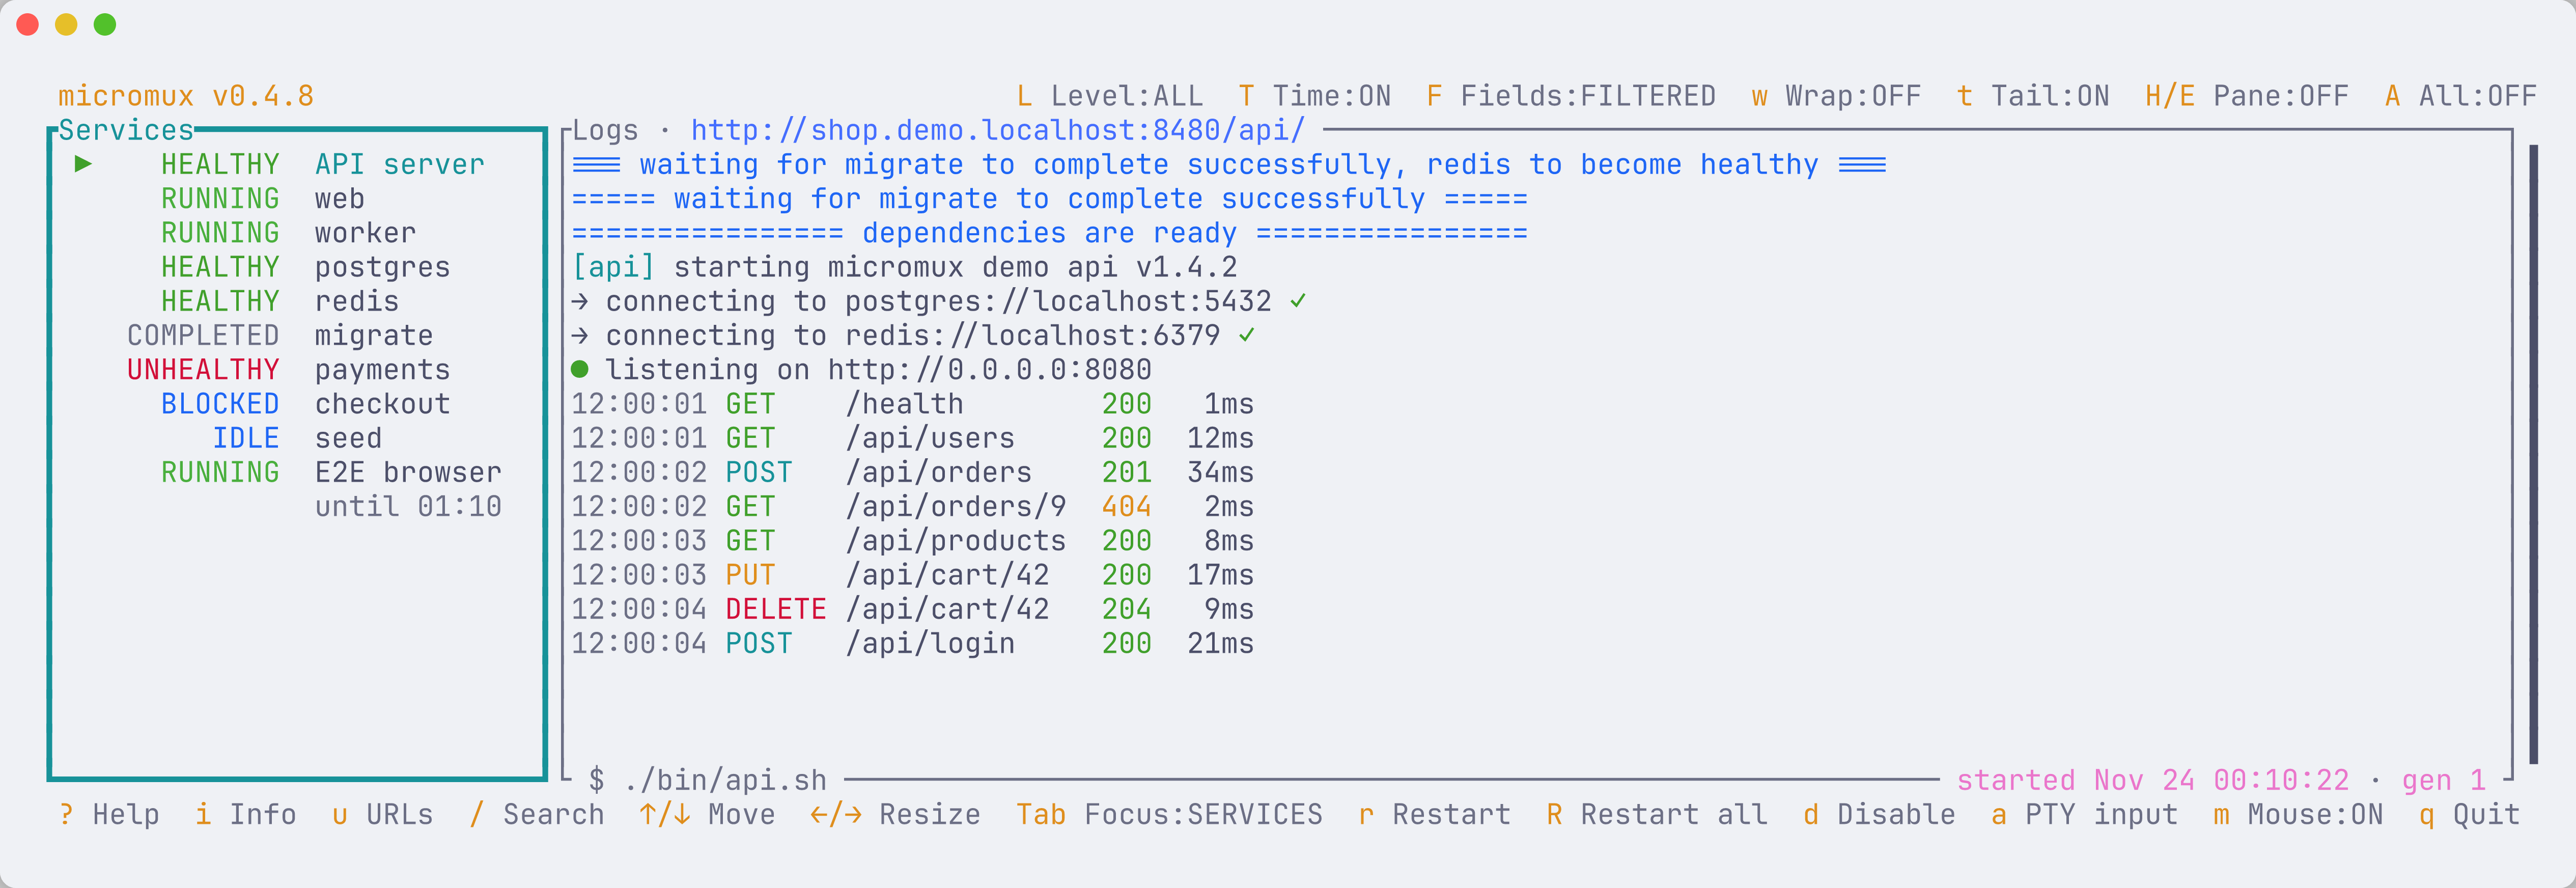 micromux v0.4.8 L Level:ALL T Time:ON F Fields:FILTERED w Wrap:OFF t Tail:ON H/E Pane:OFF A All:OFF
Services
▶ HEALTHY API server
RUNNING web
RUNNING worker
HEALTHY postgres
HEALTHY redis
COMPLETED migrate
UNHEALTHY payments
BLOCKED checkout
IDLE seed
RUNNING E2E browser
until 01:10
Logs · http://shop.demo.localhost:8480/api/
=== waiting for migrate to complete successfully, redis to become healthy ===
===== waiting for migrate to complete successfully =====
================ dependencies are ready ================
[api] starting micromux demo api v1.4.2
→ connecting to postgres://localhost:5432 ✓
→ connecting to redis://localhost:6379 ✓
● listening on http://0.0.0.0:8080
12:00:01 GET /health 200 1ms
12:00:01 GET /api/users 200 12ms
12:00:02 POST /api/orders 201 34ms
12:00:02 GET /api/orders/9 404 2ms
12:00:03 GET /api/products 200 8ms
12:00:03 PUT /api/cart/42 200 17ms
12:00:04 DELETE /api/cart/42 204 9ms
12:00:04 POST /api/login 200 21ms
$ ./bin/api.sh started Nov 24 00:10:22 · gen 1
? Help i Info u URLs / Search ↑/↓ Move ←/→ Resize Tab Focus:SERVICES r Restart R Restart all d Disable a PTY input m Mouse:ON q Quit